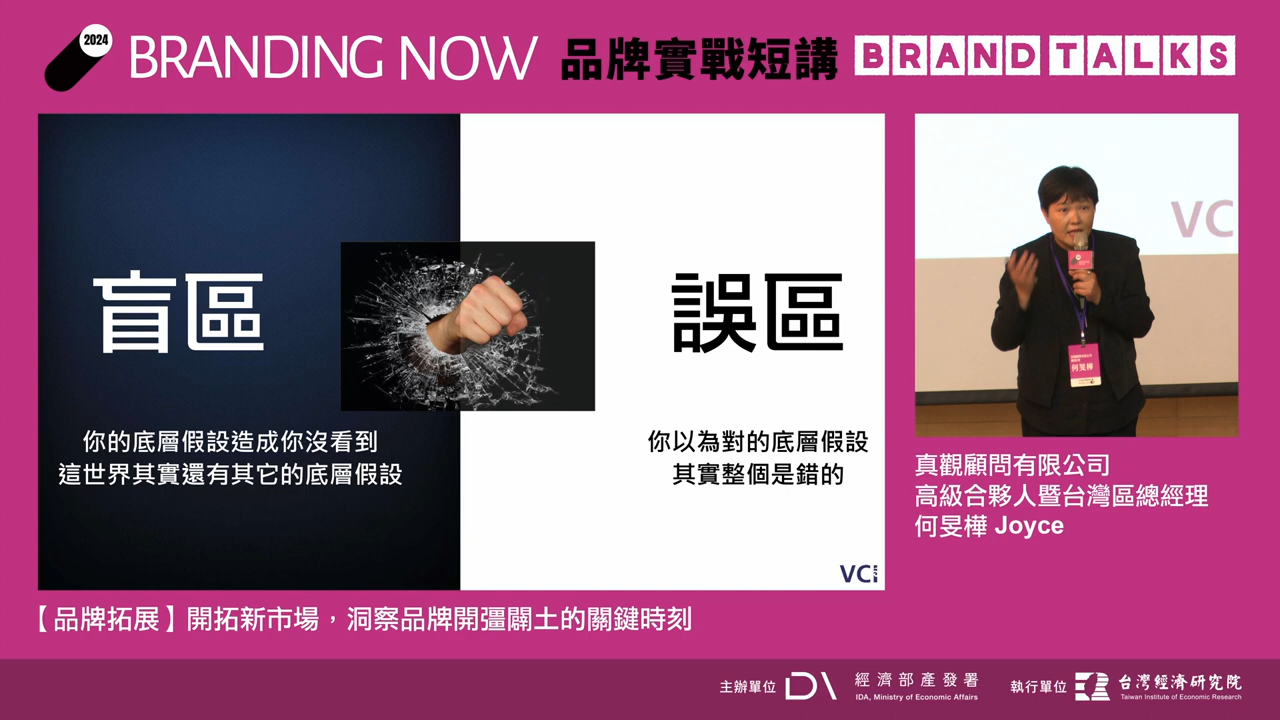 2024
BRANDING NOW 品牌實戰短講 BRAND TALKS
盲區
你的底層假設造成你沒看到
這世界其實還有其它的底層假設
誤區
你以為對的底層假設
其實整個是錯的
VC
VC
何旻樺
真觀顧問有限公司
高級合夥人暨台灣區總經理
何旻樺 Joyce
【品牌拓展】開拓新市場，洞察品牌開彊闢土的關鍵時刻
主辦單位 IDA 經濟部產業發展署
IDA, Ministry of Economic Affairs
執行單位 台灣經濟研究院
Taiwan Institute of Economic Research